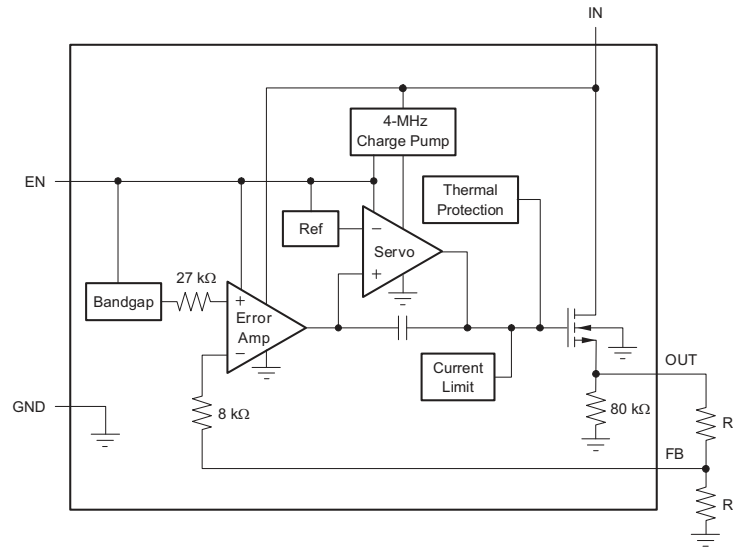 IN
4-MHz
Charge Pump
EN
Thermal
Protection
Ref
−
Servo
+
27 kΩ
Bandgap
+
Error
Amp
−
Current
Limit
OUT
GND
8 kΩ
80 kΩ
R
FB
R